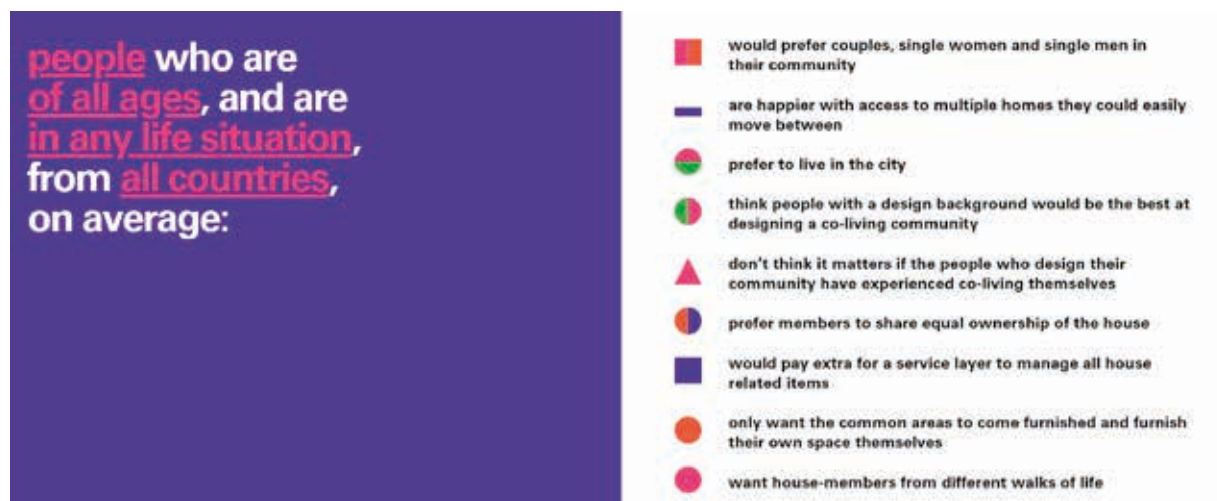 people who are
of all ages, and are
in any life situation,
from all countries,
on average:
would prefer couples, single women and single men in
their community
are happier with access to multiple homes they could easily
move between
prefer to live in the city
think people with a design background would be the best at
designing a co-living community
don't think it matters if the people who design their
community have experienced co-living themselves
prefer members to share equal ownership of the house
would pay extra for a service layer to manage all house
related items
only want the common areas to come furnished and furnish
their own space themselves
want house-members from different walks of life